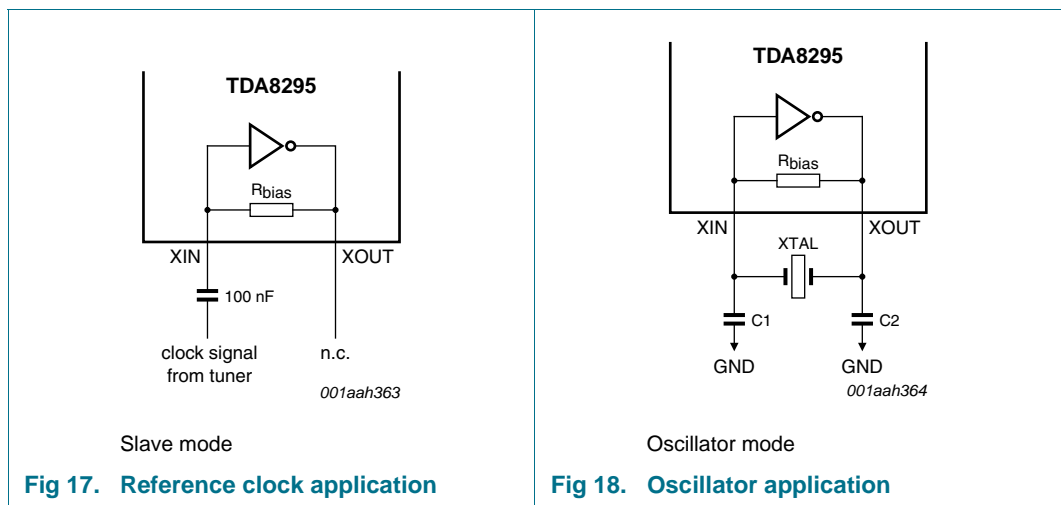 TDA8295
Rbias
XIN
XOUT
100 nF
clock signal
from tuner
n.c.
001aah363
Slave mode
Fig 17. Reference clock application
TDA8295
Rbias
XIN
XOUT
XTAL
C1
C2
GND
GND
001aah364
Oscillator mode
Fig 18. Oscillator application